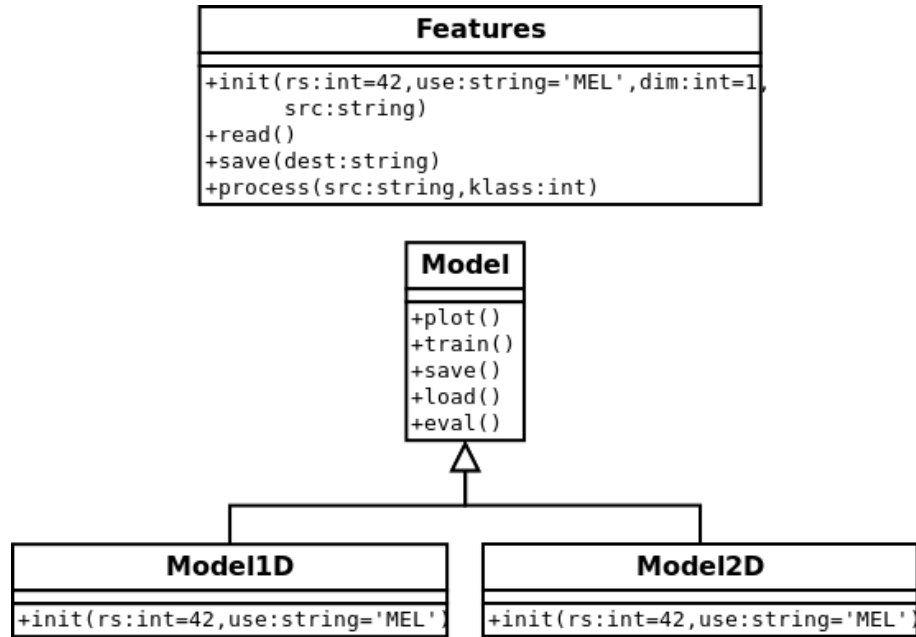 Features
+init(rs:int=42,use:string='MEL',dim:int=1,
src:string)
+read()
+save(dest:string)
+process(src:string,klass:int)
Model
+plot()
+train()
+save()
+load()
+eval()
Model1D
+init(rs:int=42,use:string='MEL')
Model2D
+init(rs:int=42,use:string='MEL')